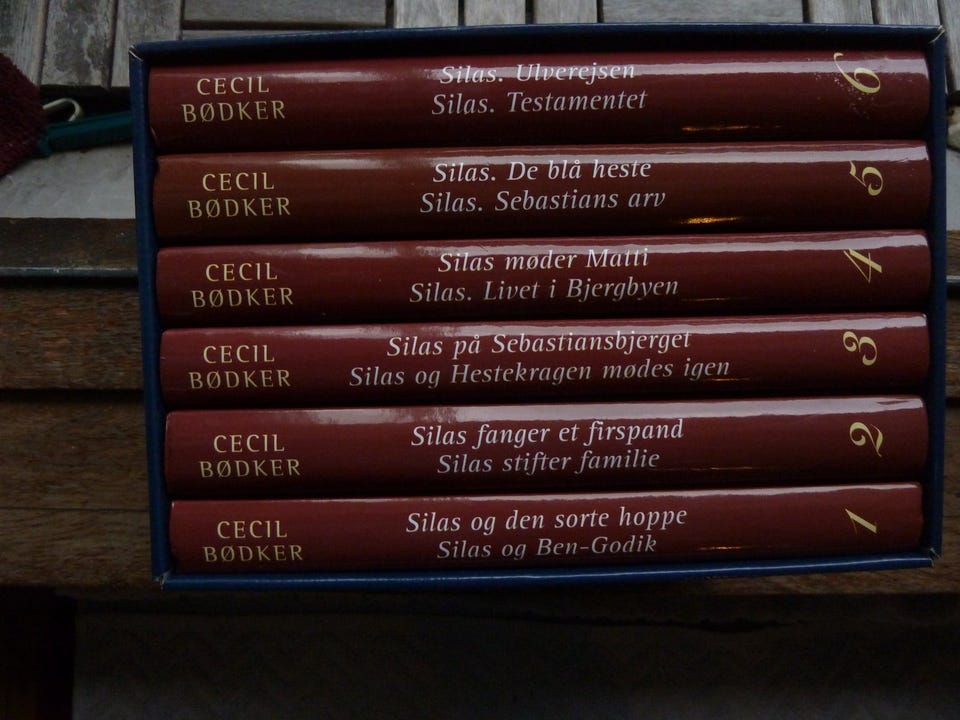 CECIL
BØDKER
Silas. Ulverejsen
Silas. Testamentet
6
CECIL
BØDKER
Silas. De blå heste
Silas. Sebastians arv
5
CECIL
BØDKER
Silas møder Matti
Silas. Livet i Bjergbyen
4
CECIL
BØDKER
Silas på Sebastiansbjerget
Silas og Hestekragen mødes igen
3
CECIL
BØDKER
Silas fanger et firspand
Silas stifter familie
2
CECIL
BØDKER
Silas og den sorte hoppe
Silas og Ben-Godik
1